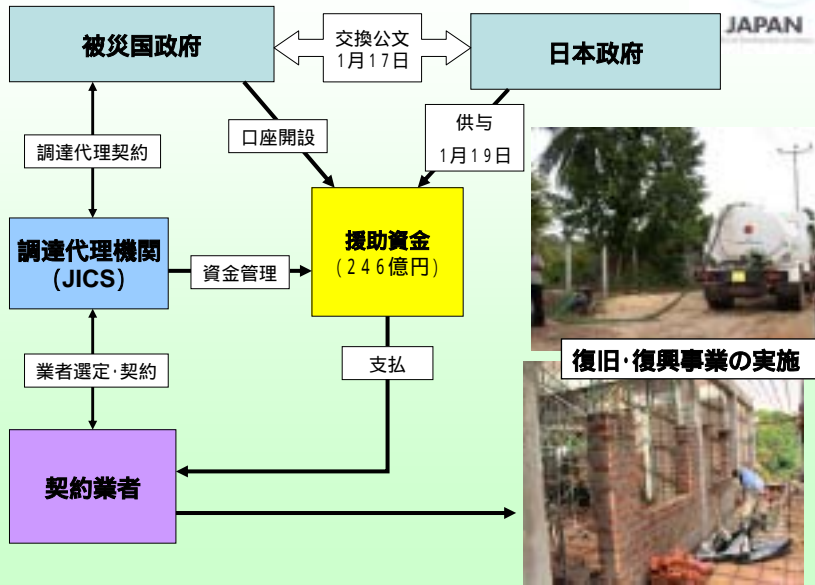 JAPAN
被災国政府
交換公文
1月17日
日本政府
調達代理契約
口座開設
供与
1月19日
調達代理機関
(JICS)
資金管理
援助資金
(246億円)
業者選定･契約
支払
復旧･復興事業の実施
契約業者